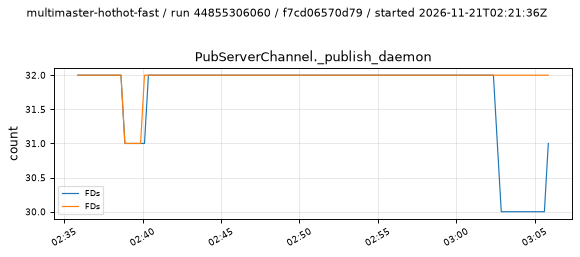 multimaster-hothot-fast / run 44855306060 / f7cd06570d79 / started 2026-11-21T02:21:36Z
PubServerChannel._publish_daemon
count
32.0
31.5
31.0
30.5
30.0
FDs
FDs
02:35
02:40
02:45
02:50
02:55
03:00
03:05